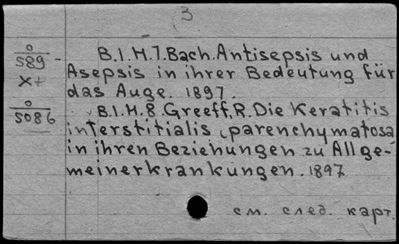 3
O
589
X+
B.I.H.7.Bach.Antisepsis und
Asepsis in ihrer Bedeutung für
das Auge. 1897.
O
5086
B.I.H.8.Greeff,R.Die Keratitis
interstitialis (parenchymatosa
in ihren Beziehungen zu Allge-
meinerkrankungen.1897
см. след. карт.